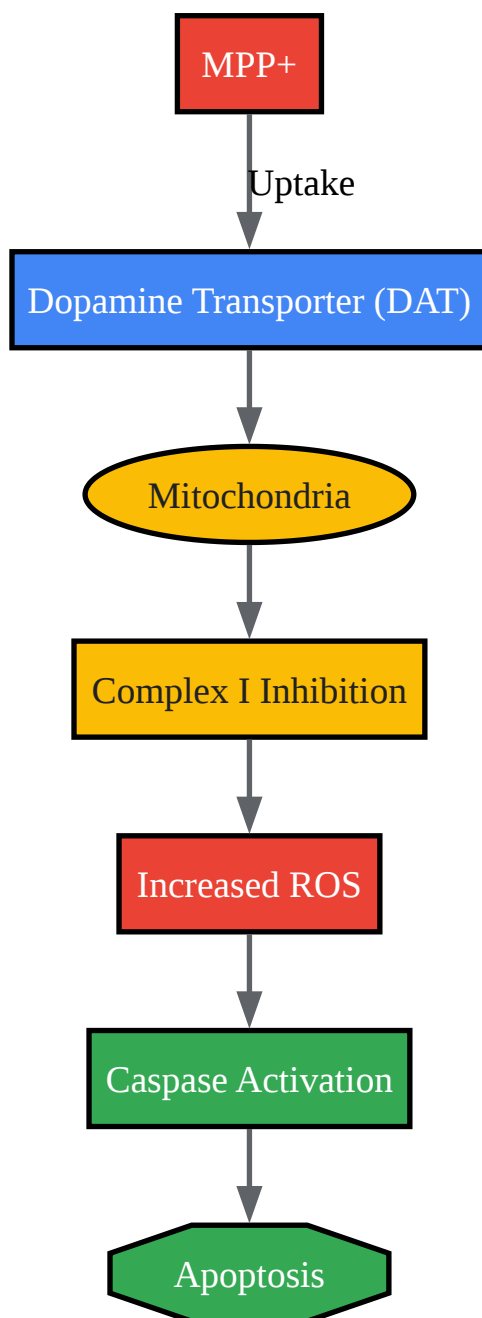 MPP+
Uptake
Dopamine Transporter (DAT)
Mitochondria
Complex I Inhibition
Increased ROS
Caspase Activation
Apoptosis